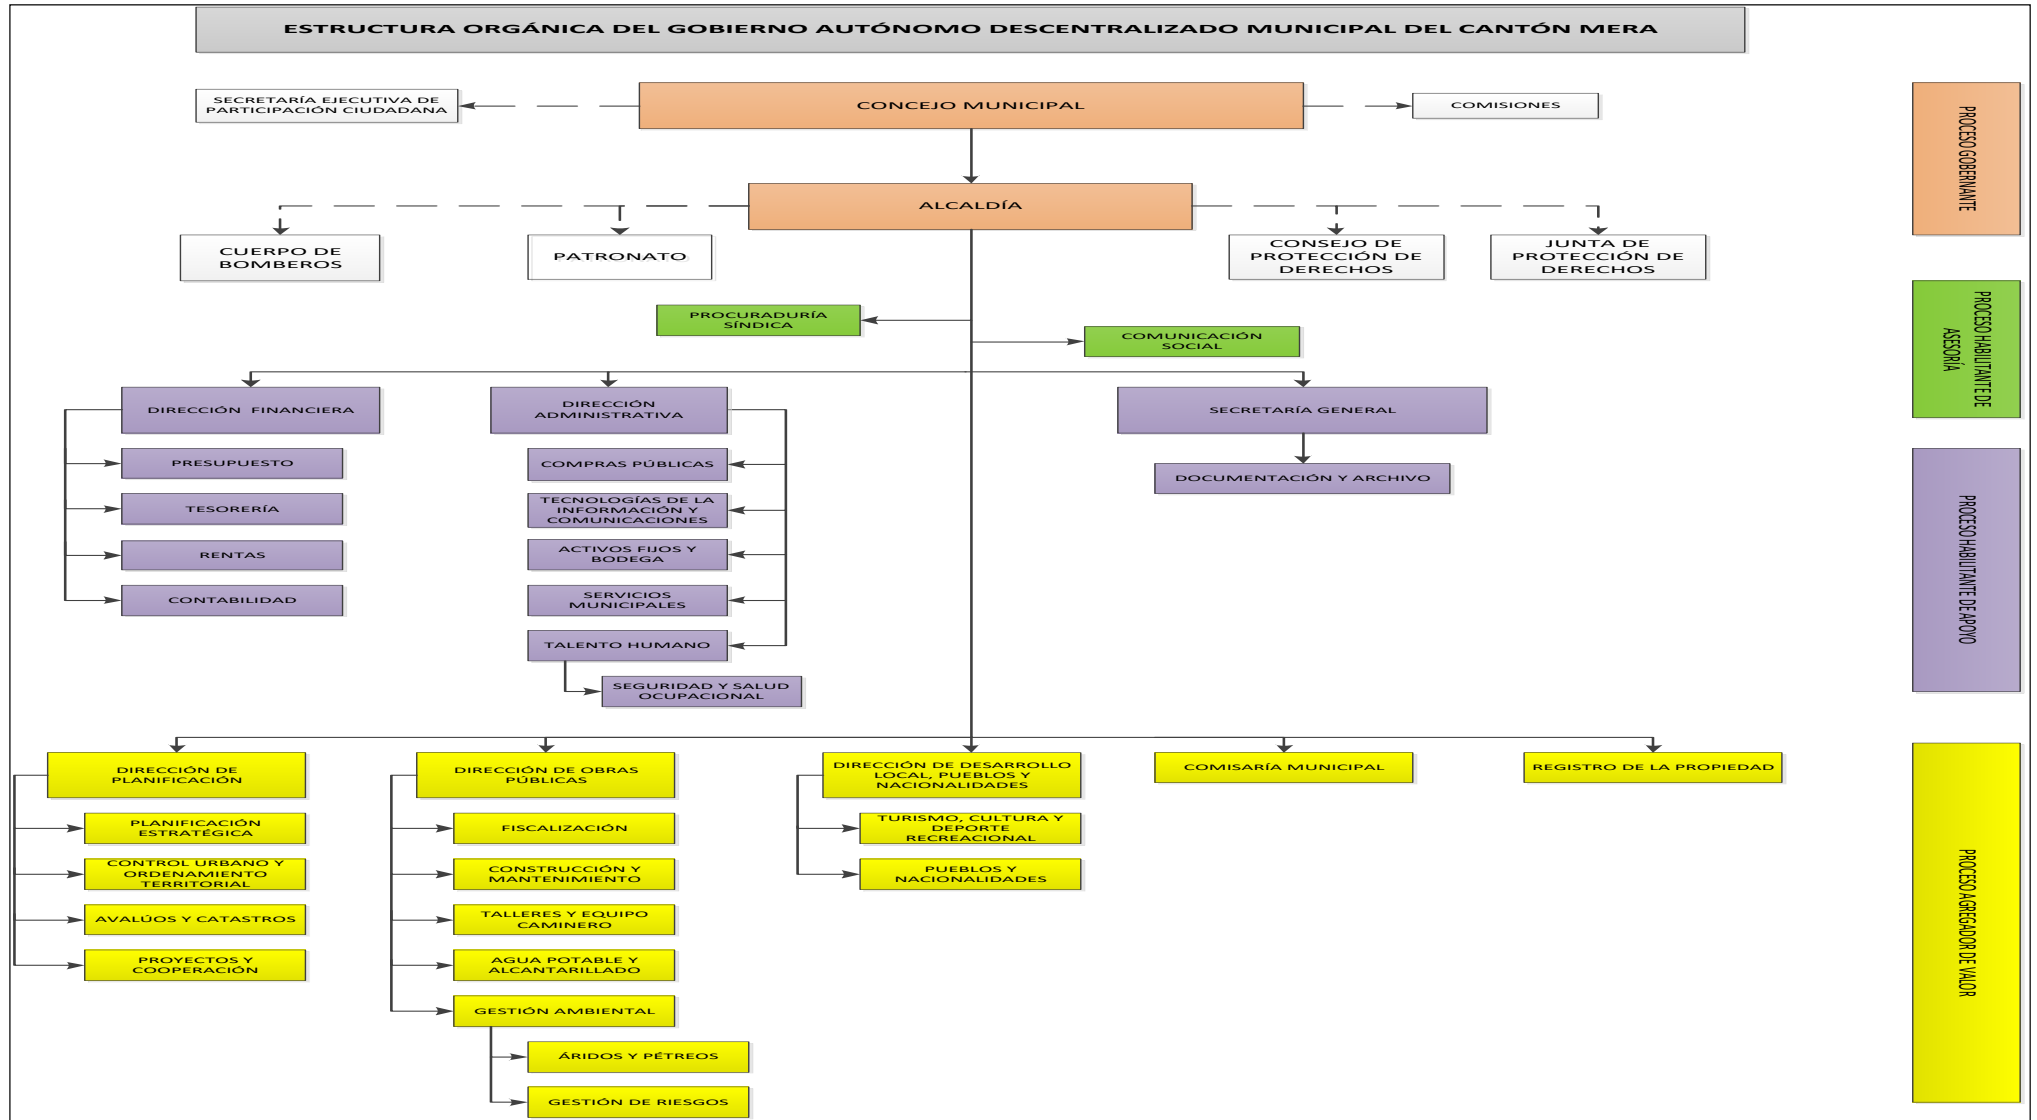 ESTRUCTURA ORGÁNICA DEL GOBIERNO AUTÓNOMO DESCENTRALIZADO MUNICIPAL DEL CANTÓN MERA
SECRETARÍA EJECUTIVA DE
PARTICIPACIÓN CIUDADANA
CONCEJO MUNICIPAL
COMISIONES
PROCESO GOBERNANTE
ALCALDÍA
CUERPO DE
BOMBEROS
PATRONATO
CONSEJO DE
PROTECCIÓN DE
DERECHOS
JUNTA DE
PROTECCIÓN DE
DERECHOS
PROCURADURÍA
SÍNDICA
COMUNICACIÓN
SOCIAL
PROCESO HABILITANTE DE
ASESORÍA
DIRECCIÓN FINANCIERA
PRESUPUESTO
TESORERÍA
RENTAS
CONTABILIDAD
DIRECCIÓN
ADMINISTRATIVA
COMPRAS PÚBLICAS
TECNOLOGÍAS DE LA
INFORMACIÓN Y
COMUNICACIONES
ACTIVOS FIJOS Y
BODEGA
SERVICIOS
MUNICIPALES
TALENTO HUMANO
SEGURIDAD Y SALUD
OCUPACIONAL
SECRETARÍA GENERAL
DOCUMENTACIÓN Y ARCHIVO
PROCESO HABILITANTE DE APOYO
DIRECCIÓN DE
PLANIFICACIÓN
PLANIFICACIÓN
ESTRATÉGICA
CONTROL URBANO Y
ORDENAMIENTO
TERRITORIAL
AVALÚOS Y CATASTROS
PROYECTOS Y
COOPERACIÓN
DIRECCIÓN DE OBRAS
PÚBLICAS
FISCALIZACIÓN
CONSTRUCCIÓN Y
MANTENIMIENTO
TALLERES Y EQUIPO
CAMINERO
AGUA POTABLE Y
ALCANTARILLADO
GESTIÓN AMBIENTAL
ÁRIDOS Y PÉTREOS
GESTIÓN DE RIESGOS
DIRECCIÓN DE DESARROLLO
LOCAL, PUEBLOS Y
NACIONALIDADES
TURISMO, CULTURA Y
DEPORTE
RECREACIONAL
PUEBLOS Y
NACIONALIDADES
COMISARÍA MUNICIPAL
REGISTRO DE LA PROPIEDAD
PROCESO AGREGADOR DE VALOR